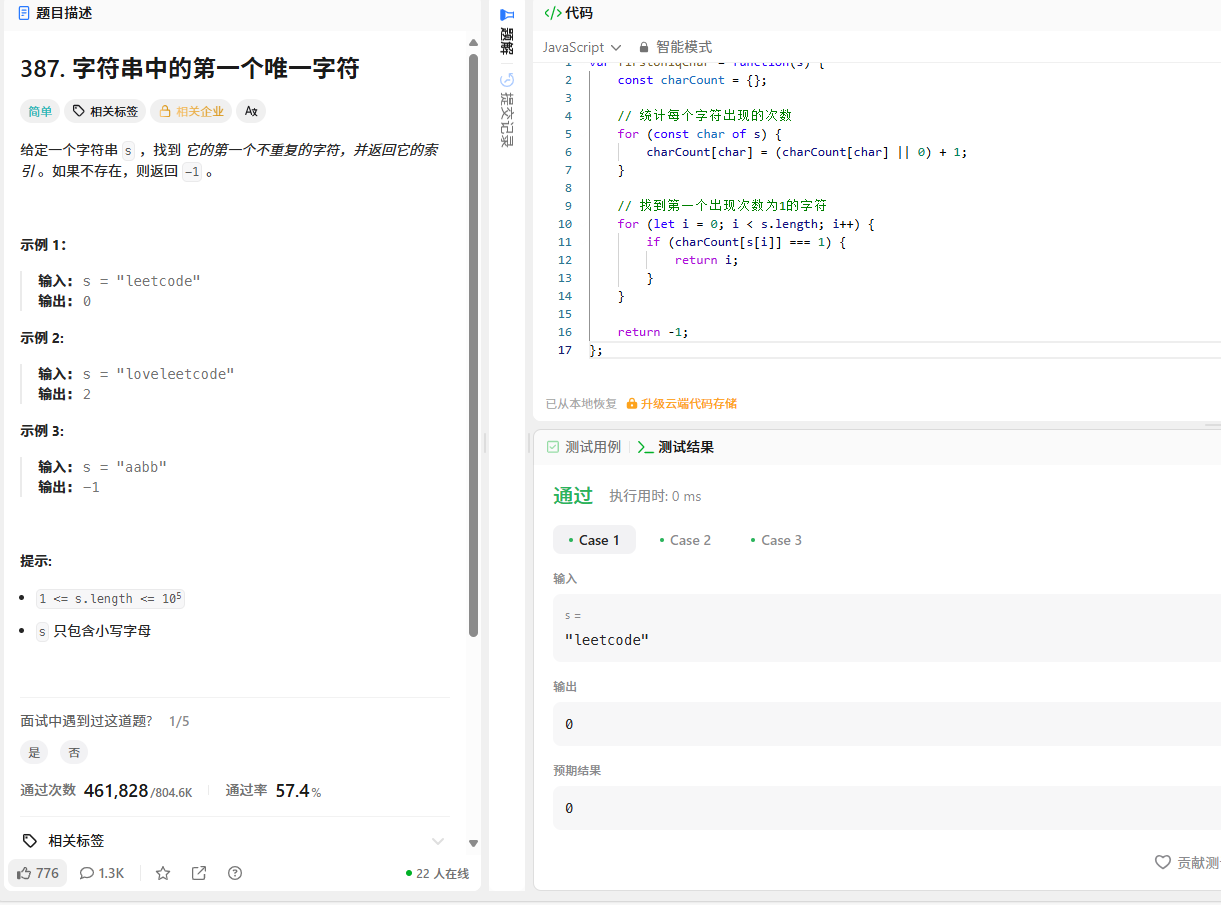 题目描述
387. 字符串中的第一个唯一字符
简单 相关标签 相关企业 Az
给定一个字符串 s ，找到 它的第一个不重复的字符，并返回它的索
引 。如果不存在，则返回 -1 。
示例 1：
输入: s = "leetcode"
输出: 0
示例 2:
输入: s = "loveleetcode"
输出: 2
示例 3:
输入: s = "aabb"
输出: -1
提示:
1 <= s.length <= 10⁵
s 只包含小写字母
面试中遇到过这道题? 1/5
是 否
通过次数 461,828/804.6K 通过率 57.4%
相关标签
776 1.3K 22 人在线
题解
提交记录
</> 代码
JavaScript 智能模式
1 var firstUniqChar = function(s) {
2 const charCount = {};
3
4 // 统计每个字符出现的次数
5 for (const char of s) {
6 charCount[char] = (charCount[char] || 0) + 1;
7 }
8
9 // 找到第一个出现次数为1的字符
10 for (let i = 0; i < s.length; i++) {
11 if (charCount[s[i]] === 1) {
12 return i;
13 }
14 }
15
16 return -1;
17 };
已从本地恢复 升级云端代码存储
测试用例 >_ 测试结果
通过 执行用时: 0 ms
Case 1 Case 2 Case 3
输入
s =
"leetcode"
输出
0
预期结果
0
贡献测